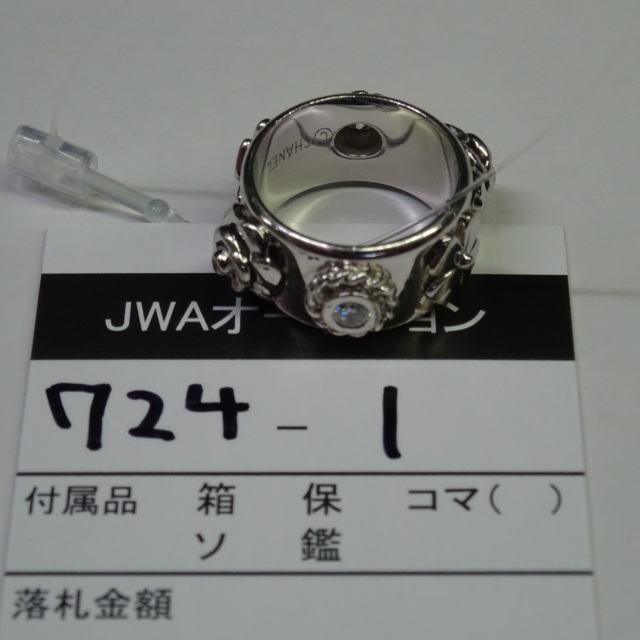 ©CHANEL
JWAオー ョン
724-1
付属品 箱 保 コマ( )
ソ 鑑
落札金額